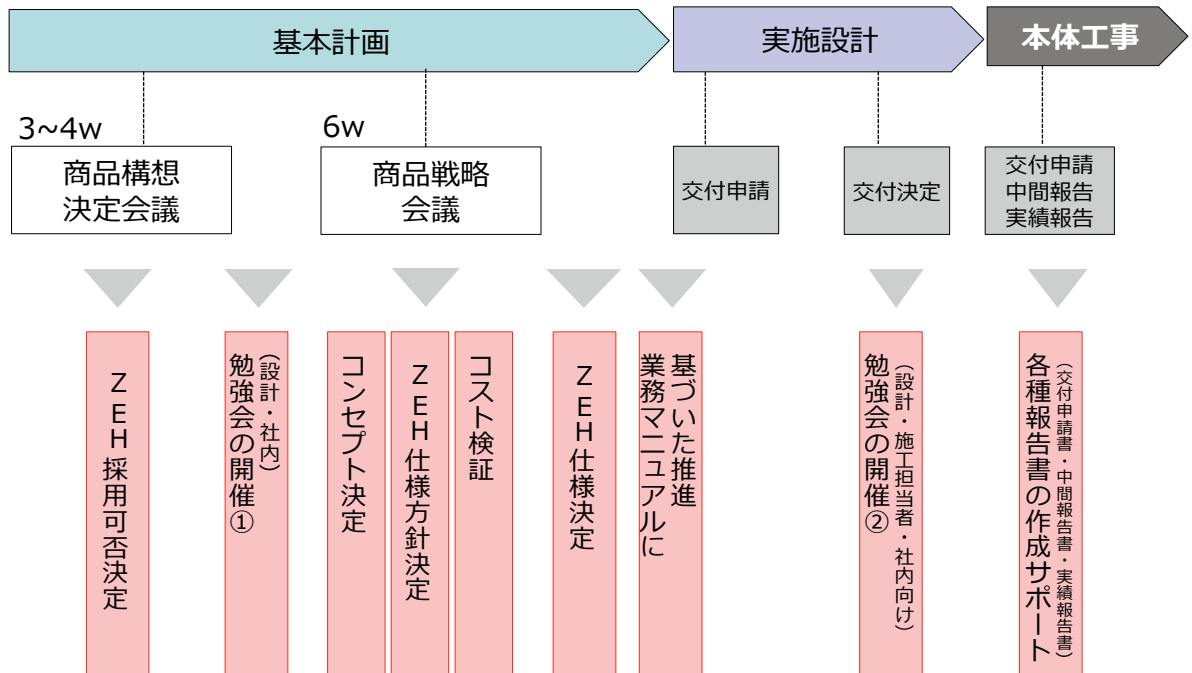 基本計画
実施設計
本体工事
3~4w
商品構想
決定会議
6w
商品戦略
会議
交付申請
交付決定
交付申請
中間報告
実績報告
ZEH採用可否決定
(設計・社内)
勉強会の開催①
コンセプト決定
ZEH仕様方針決定
コスト検証
ZEH仕様決定
基づいた推進
業務マニュアルに
(設計・施工担当者・社内向け)
勉強会の開催②
(交付申請書・中間報告書・実績報告書)
各種報告書の作成サポート